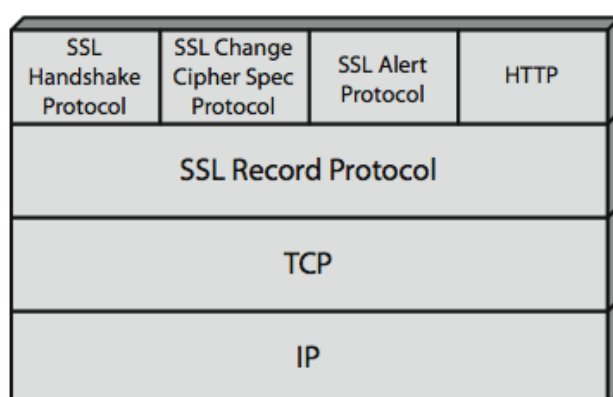 SSL
Handshake
Protocol
SSL Change
Cipher Spec
Protocol
SSL Alert
Protocol
HTTP
SSL Record Protocol
TCP
IP